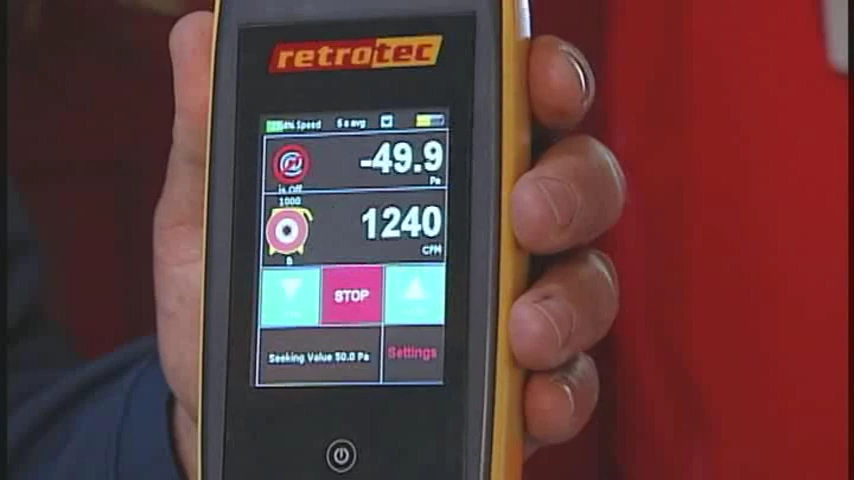 retrotec
4% Speed 5 s avg
-49.9
Pa
is Off
1000
1240
CFM
B
STOP
Seeking Value 50.0 Pa
Settings